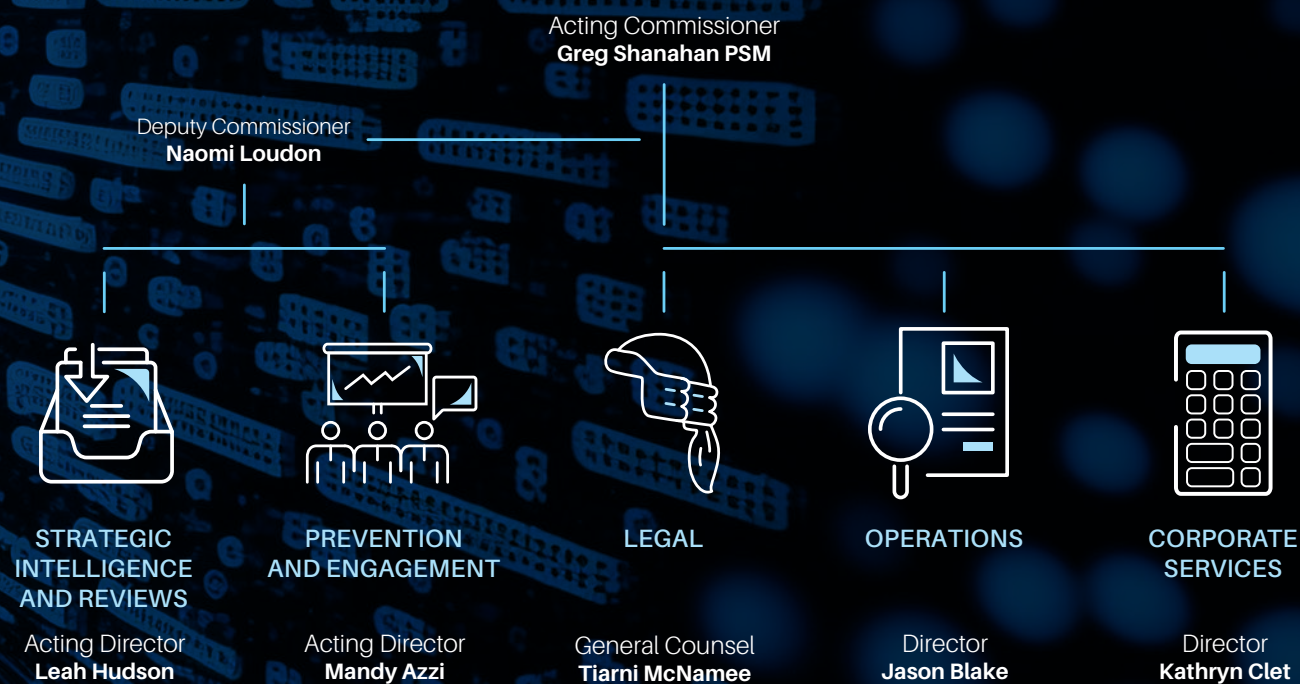 Acting Commissioner
Greg Shanahan PSM
Deputy Commissioner
Naomi Loudon
STRATEGIC
INTELLIGENCE
AND REVIEWS
Acting Director
Leah Hudson
PREVENTION
AND ENGAGEMENT
Acting Director
Mandy Azzi
LEGAL
General Counsel
Tiarni McNamee
OPERATIONS
Director
Jason Blake
CORPORATE
SERVICES
Director
Kathryn Clet